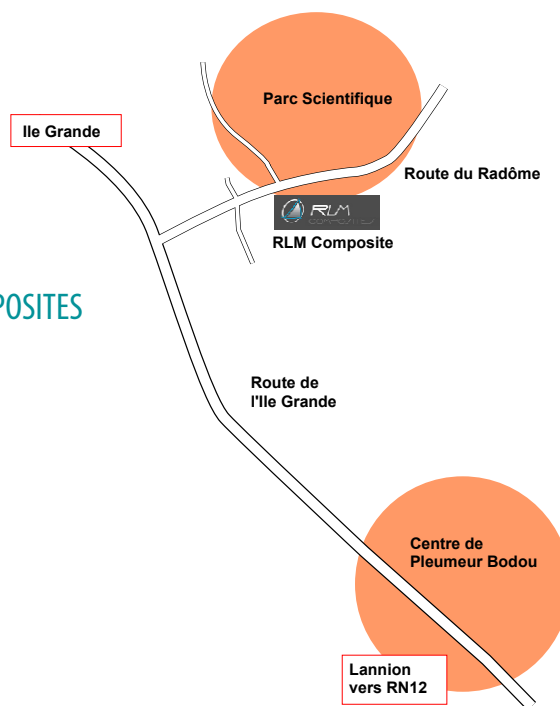 Parc Scientifique
Ile Grande
Route du Radôme
RLM
COMPOSITES
RLM Composite
POSITES
Route de
l'Ile Grande
Centre de
Pleumeur Bodou
Lannion
vers RN12